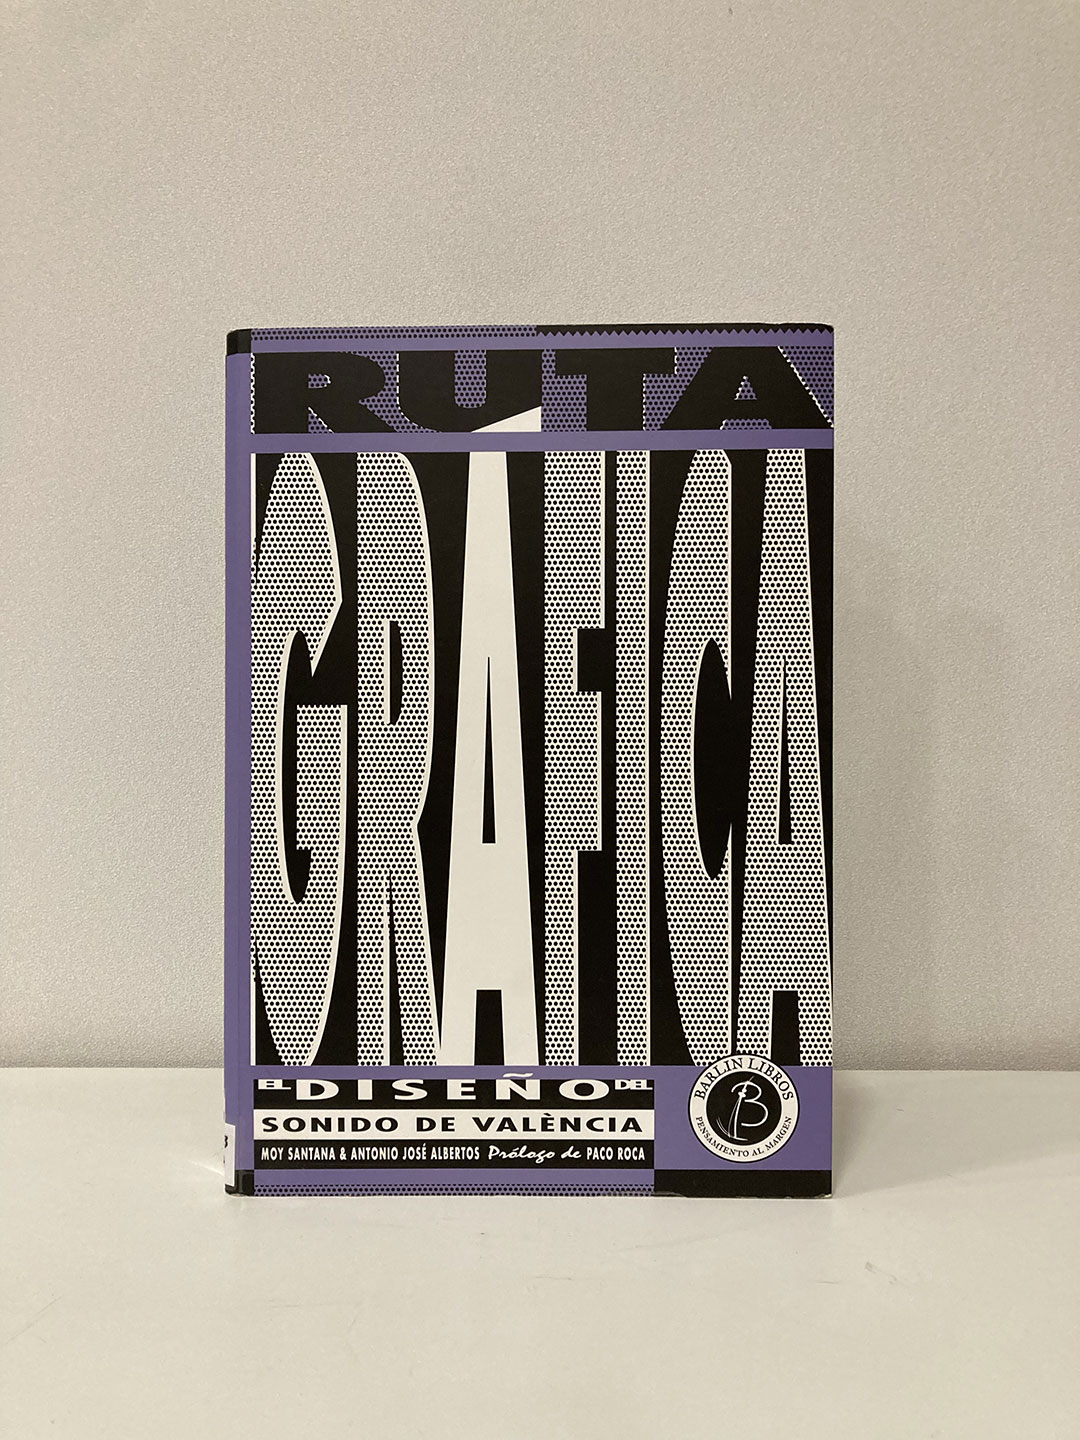 RUTA
GRÁFICA
EL DISEÑO DEL
SONIDO DE VALÈNCIA
MOY SANTANA & ANTONIO JOSÉ ALBERTOS Prólogo de PACO ROCA
BARLIN LIBROS
B
PENSAMIENTO AL MARGEN